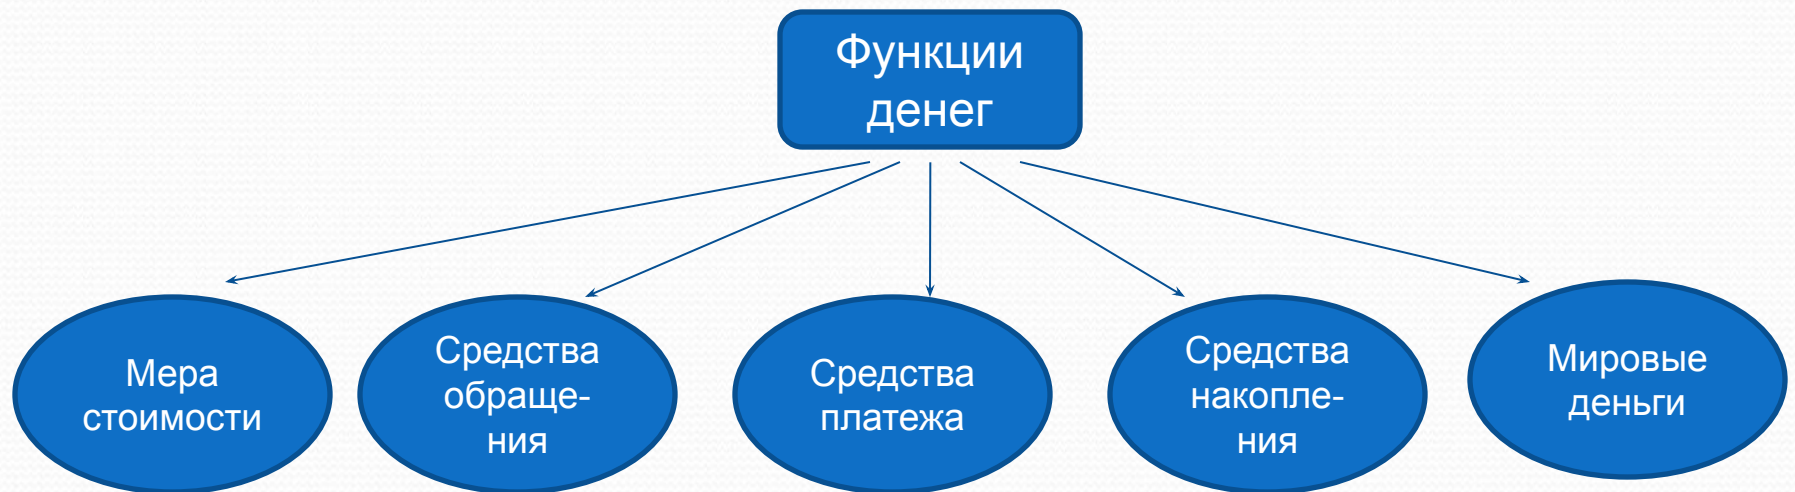 Функции
денег
Мера
стоимости
Средства
обраще-
ния
Средства
платежа
Средства
накопле-
ния
Мировые
деньги